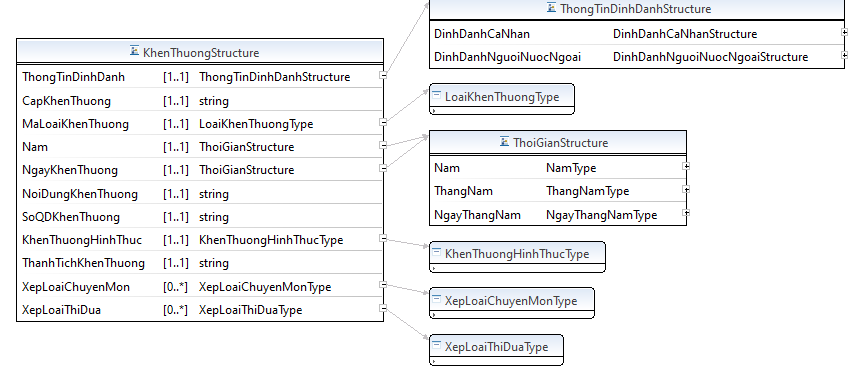 ThongTinDinhDanhStructure
DinhDanhCaNhan DinhDanhCaNhanStructure
DinhDanhNguoiNuocNgoai DinhDanhNguoiNuocNgoaiStructure
KhenThuongStructure
ThongTinDinhDanh [1..1] ThongTinDinhDanhStructure
CapKhenThuong [1..1] string
MaLoaiKhenThuong [1..1] LoaiKhenThuongType
Nam [1..1] ThoiGianStructure
NgayKhenThuong [1..1] ThoiGianStructure
NoiDungKhenThuong [1..1] string
SoQDKhenThuong [1..1] string
KhenThuongHinhThuc [1..1] KhenThuongHinhThucType
ThanhTichKhenThuong [1..1] string
XepLoaiChuyenMon [0..*] XepLoaiChuyenMonType
XepLoaiThiDua [0..*] XepLoaiThiDuaType
LoaiKhenThuongType
ThoiGianStructure
Nam NamType
ThangNam ThangNamType
NgayThangNam NgayThangNamType
KhenThuongHinhThucType
XepLoaiChuyenMonType
XepLoaiThiDuaType